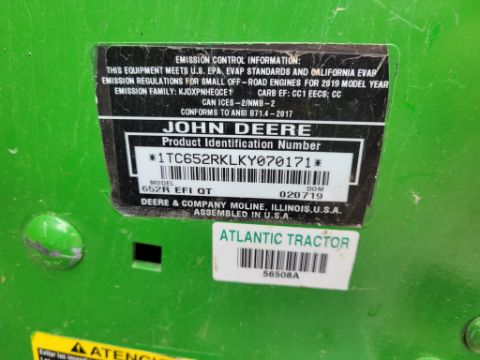 EMISSION CONTROL INFORMATION:
THIS EQUIPMENT MEETS U.S. EPA, EVAP STANDARDS AND CALIFORNIA EVAP
EMISSION REGULATIONS FOR SMALL OFF-ROAD ENGINES FOR 2019 MODEL YEAR
EMISSION FAMILY: KJDXPNHEQCE1 CARB EF: CC1 EECS: CC
CAN ICES-2/NMB-2
CONFORMS TO ANSI B71.4-2017
JOHN DEERE
Product Identification Number
*1TC652RKLKY070171*
MODEL DOM
652R EFI QT 020719
DEERE & COMPANY MOLINE, ILLINOIS, U.S.A.
ASSEMBLED IN U.S.A.
ATLANTIC TRACTOR
56508A
ATENC